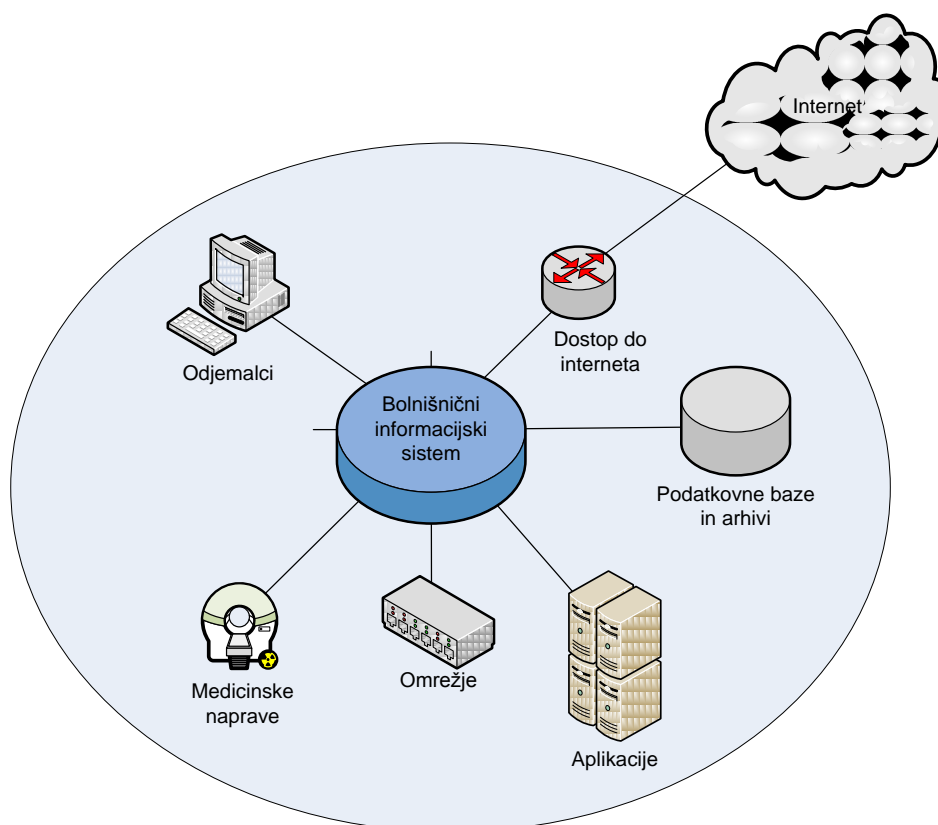 Internet
Dostop do
interneta
Odjemalci
Bolnišnični
informacijski
sistem
Podatkovne baze
in arhivi
Medicinske
naprave
Omrežje
Aplikacije